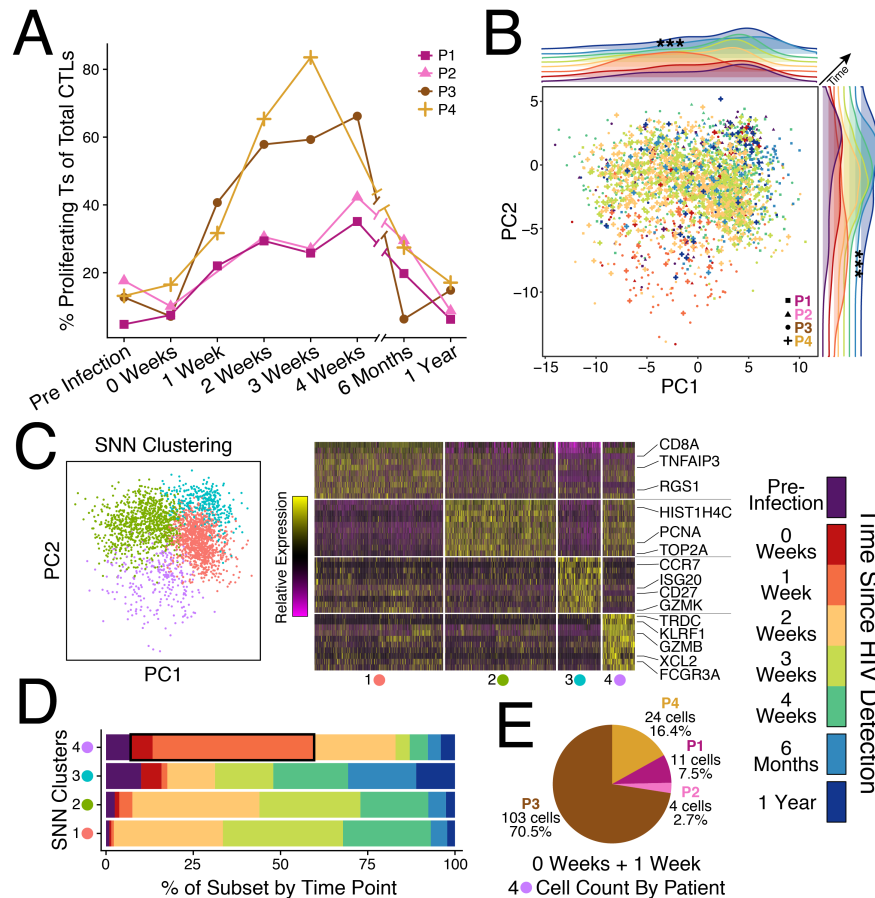 A
% Proliferating Ts of Total CTLs
80
60
40
20
P1
P2
P3
P4
Pre Infection
0 Weeks
1 Week
2 Weeks
3 Weeks
4 Weeks
6 Months
1 Year
B
***
Time
PC2
5
0
−5
−10
−15
−10
−5
0
5
10
PC1
***
P1
P2
P3
P4
C
SNN Clustering
PC2
PC1
Relative Expression
CD8A
TNFAIP3
RGS1
HIST1H4C
PCNA
TOP2A
CCR7
ISG20
CD27
GZMK
TRDC
KLRF1
GZMB
XCL2
FCGR3A
1
2
3
4
Time Since HIV Detection
Pre-
Infection
0
Weeks
1
Week
2
Weeks
3
Weeks
4
Weeks
6
Months
1 Year
D
SNN Clusters
4
3
2
1
0
25
50
75
100
% of Subset by Time Point
E
P4
24 cells
16.4%
P1
11 cells
7.5%
P2
4 cells
2.7%
P3
103 cells
70.5%
0 Weeks + 1 Week
4 Cell Count By Patient